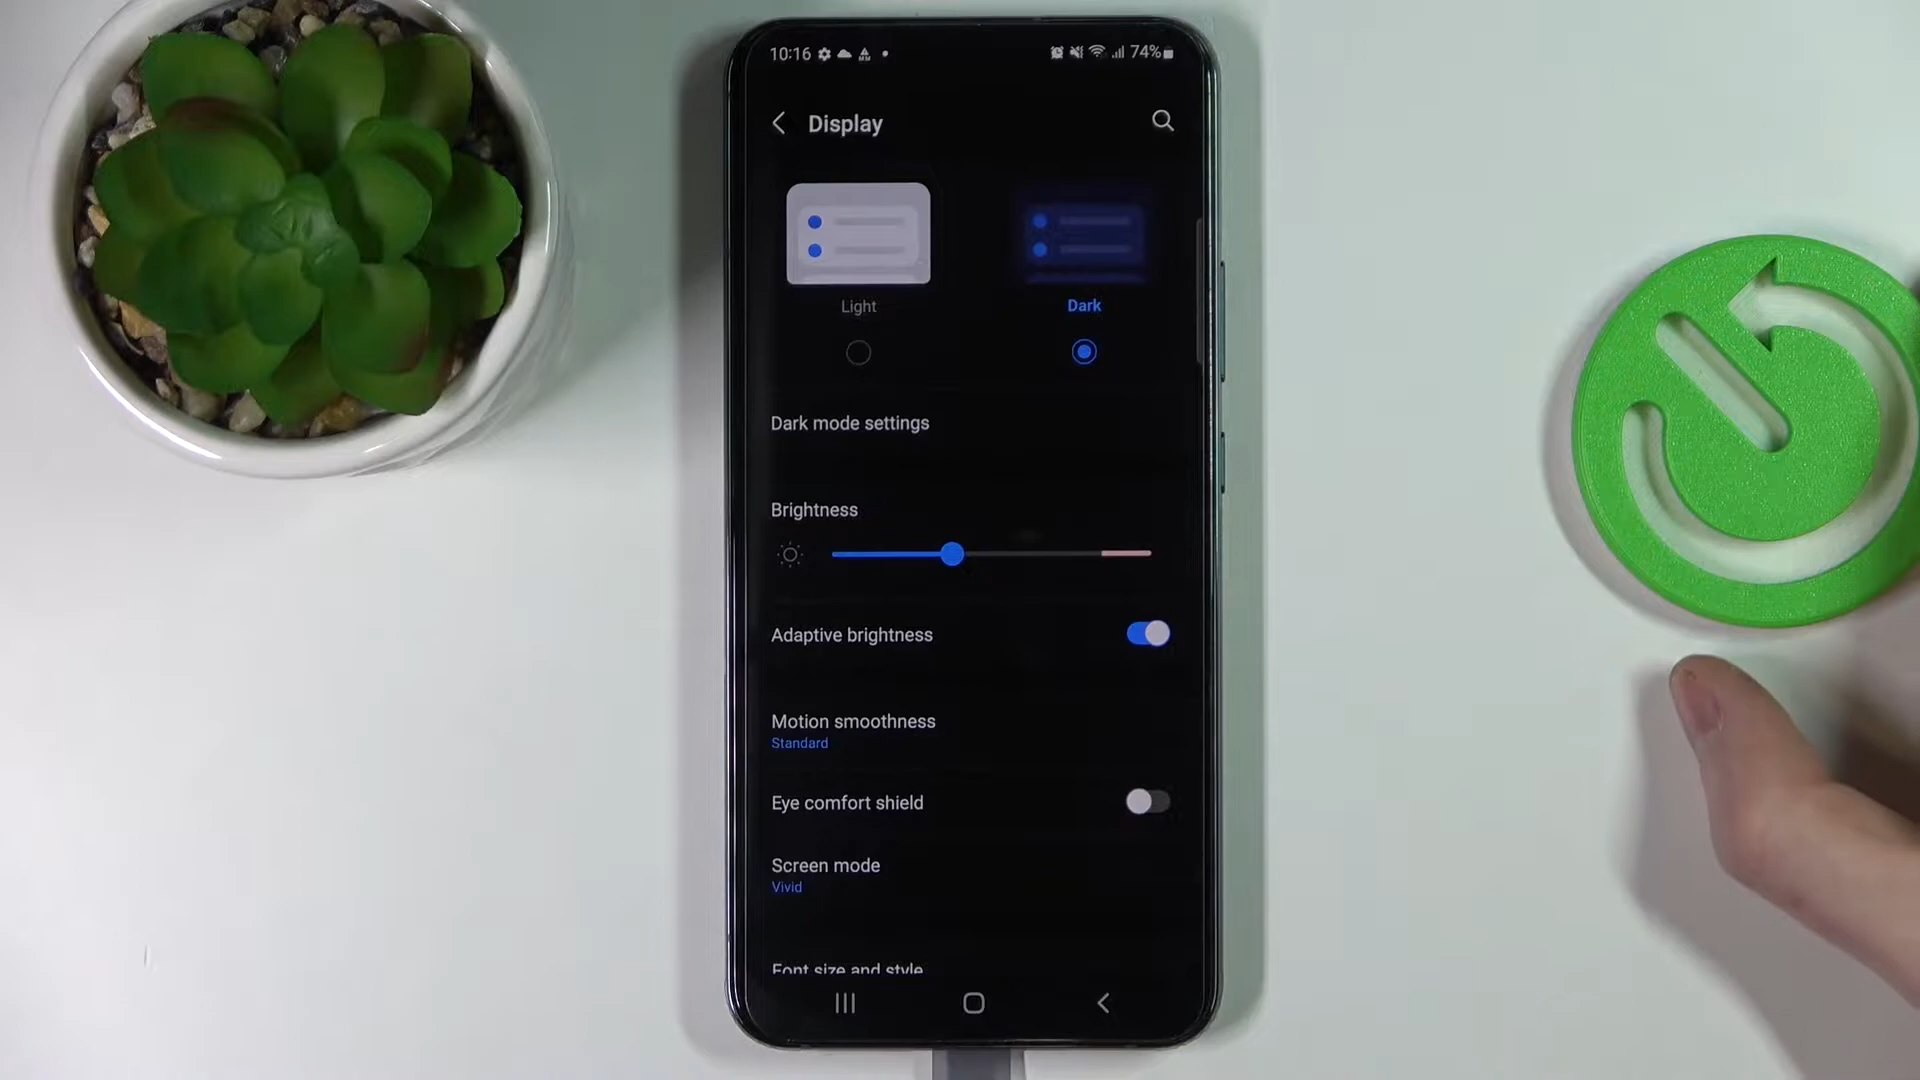 10:16
74%
Display
Light
Dark
Dark mode settings
Brightness
Adaptive brightness
Motion smoothness
Standard
Eye comfort shield
Screen mode
Vivid
Font size and style